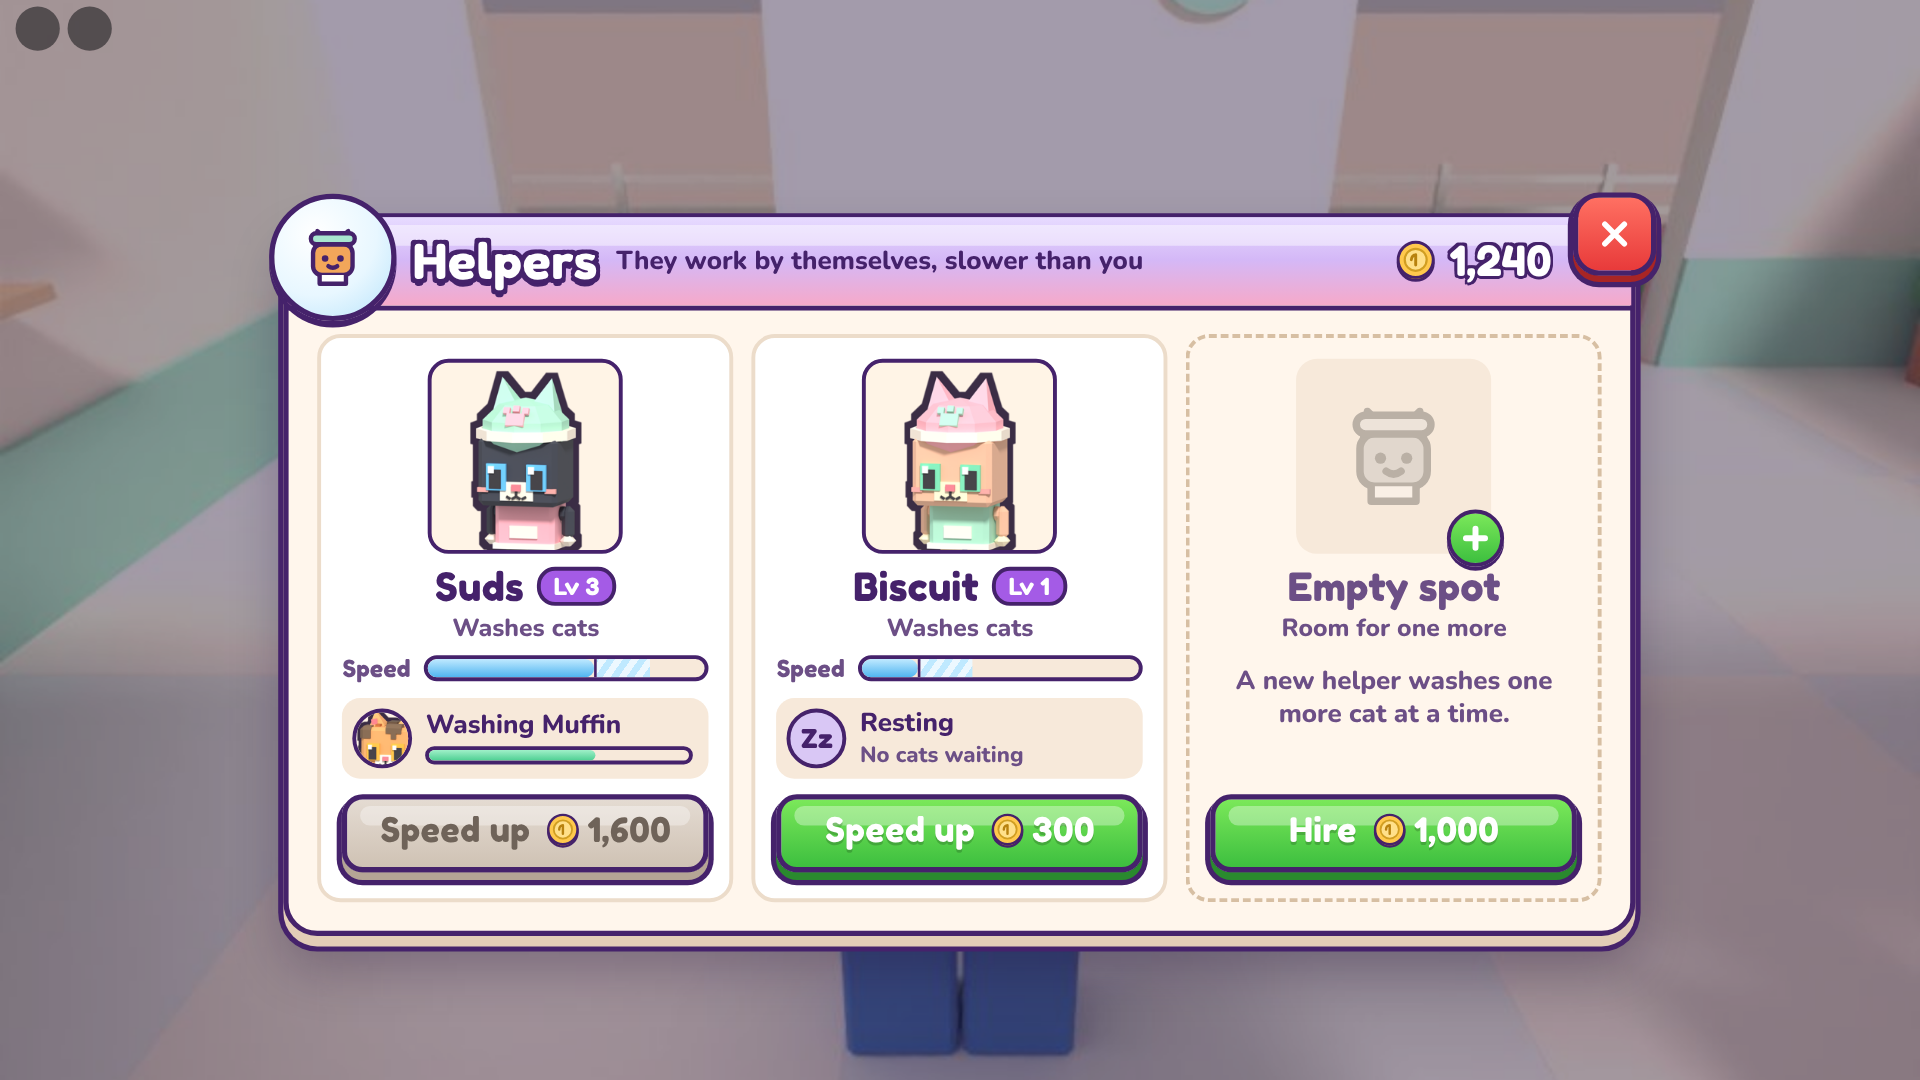 Helpers
They work by themselves, slower than you
1,240
Suds
Lv 3
Washes cats
Speed
Washing Muffin
Speed up 1,600
Biscuit
Lv 1
Washes cats
Speed
Zz
Resting
No cats waiting
Speed up 300
Empty spot
Room for one more
A new helper washes one
more cat at a time.
Hire 1,000